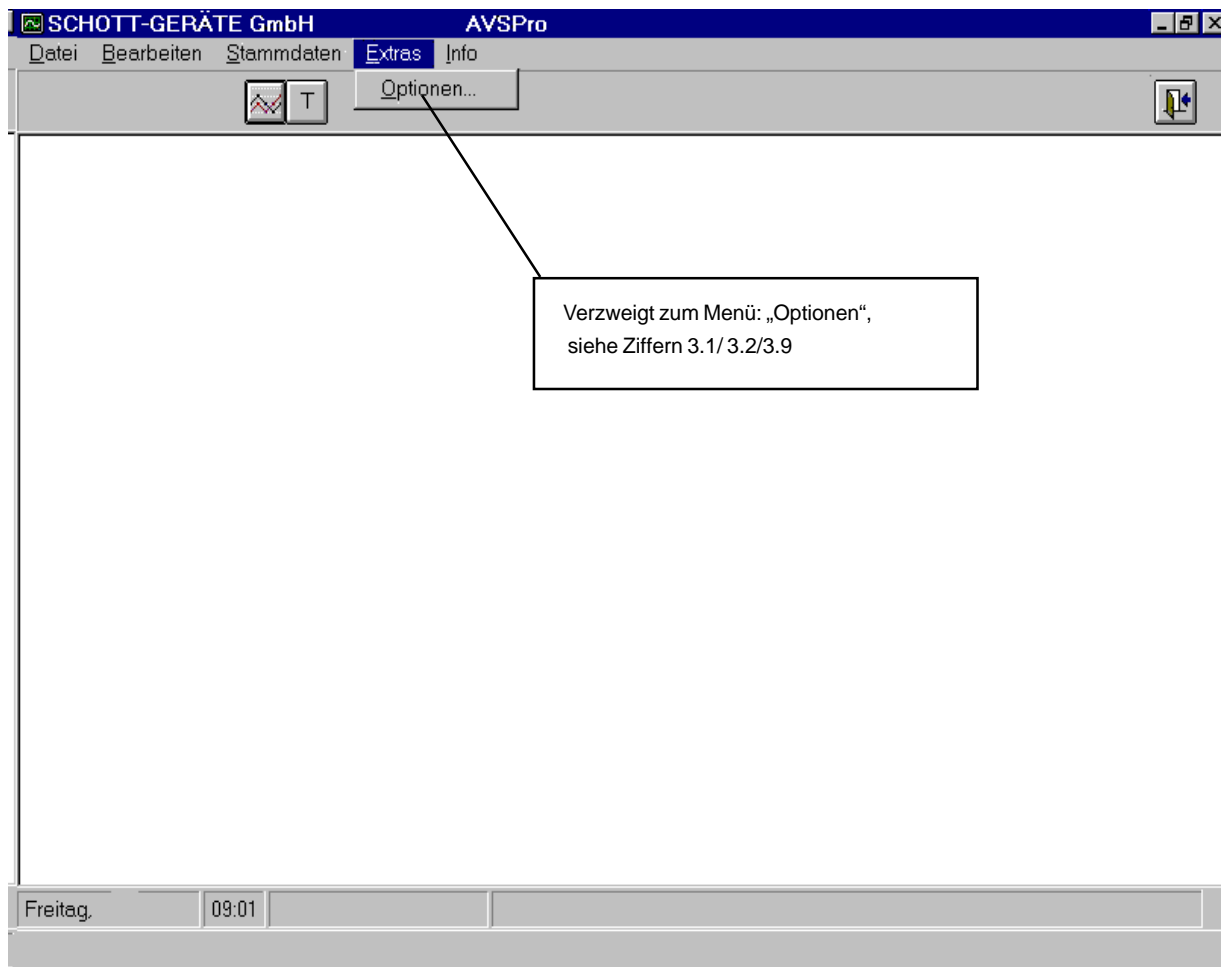 SCHOTT-GERÄTE GmbH AVSPro
Datei Bearbeiten Stammdaten Extras Info
T Optionen...
Verzweigt zum Menü: „Optionen“,
siehe Ziffern 3.1/ 3.2/3.9
Freitag, 09:01